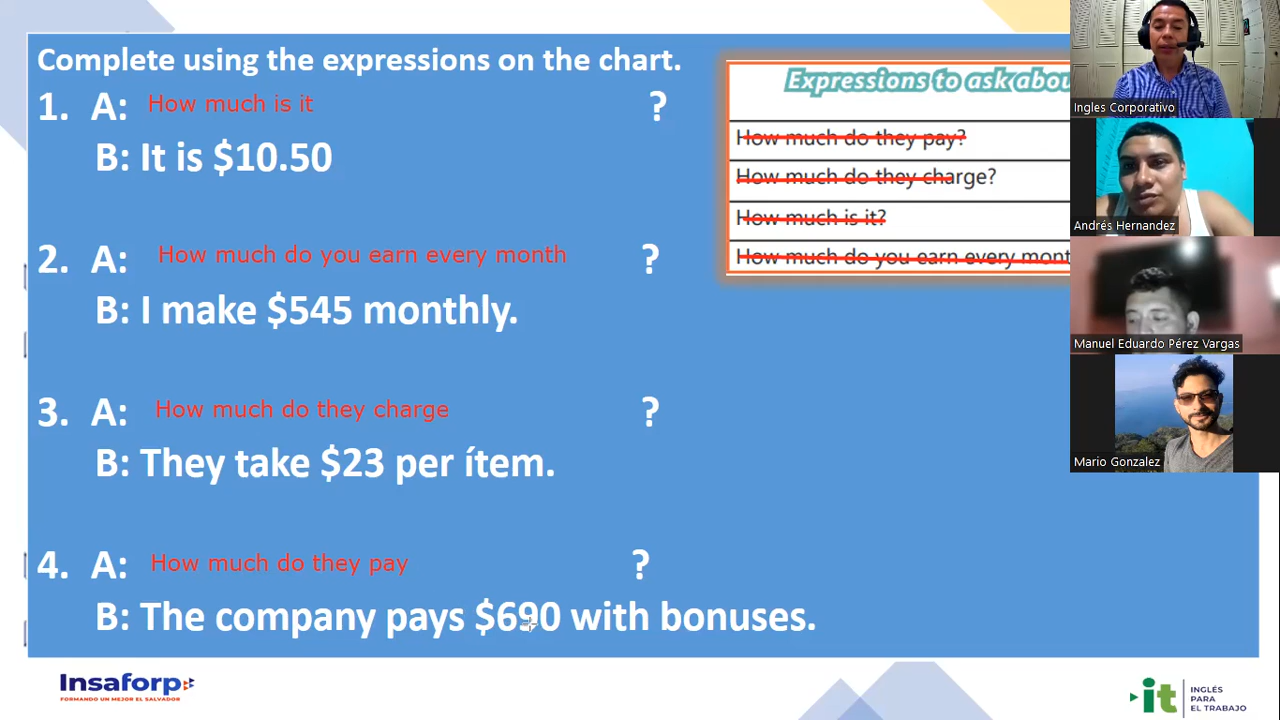 Complete using the expressions on the chart.
1. A: How much is it ?
B: It is $10.50
2. A: How much do you earn every month ?
B: I make $545 monthly.
3. A: How much do they charge ?
B: They take $23 per ítem.
4. A: How much do they pay ?
B: The company pays $690 with bonuses.
Expressions to ask abou
How much do they pay?
How much do they charge?
How much is it?
How much do you earn every mont
Ingles Corporativo
Andrés Hernandez
Manuel Eduardo Pérez Vargas
Mario Gonzalez
Insaforp
FORMANDO UN MEJOR EL SALVADOR
it
INGLÉS
PARA
EL TRABAJO